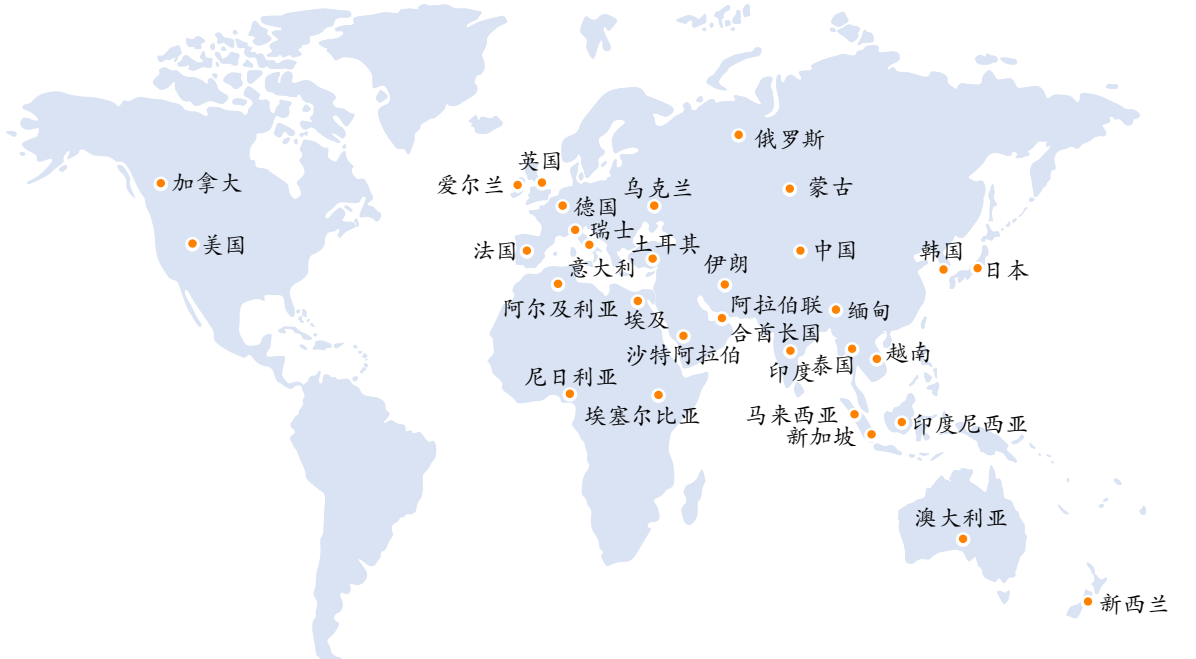 俄罗斯
英国
加拿大
爱尔兰
乌克兰
蒙古
德国
瑞士
美国
法国
土耳其
中国
韩国
意大利
伊朗
日本
阿尔及利亚
埃及
阿拉伯联
合酋长国
缅甸
沙特阿拉伯
越南
泰国
印度
尼日利亚
埃塞尔比亚
马来西亚
印度尼西亚
新加坡
澳大利亚
新西兰